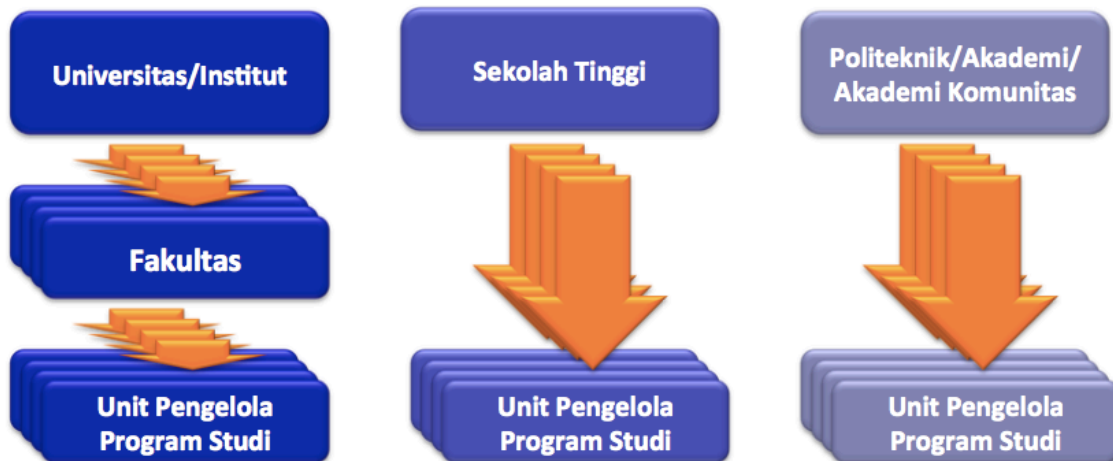 Universitas/Institut
Sekolah Tinggi
Politeknik/Akademi/
Akademi Komunitas
Fakultas
Unit Pengelola
Program Studi
Unit Pengelola
Program Studi
Unit Pengelola
Program Studi